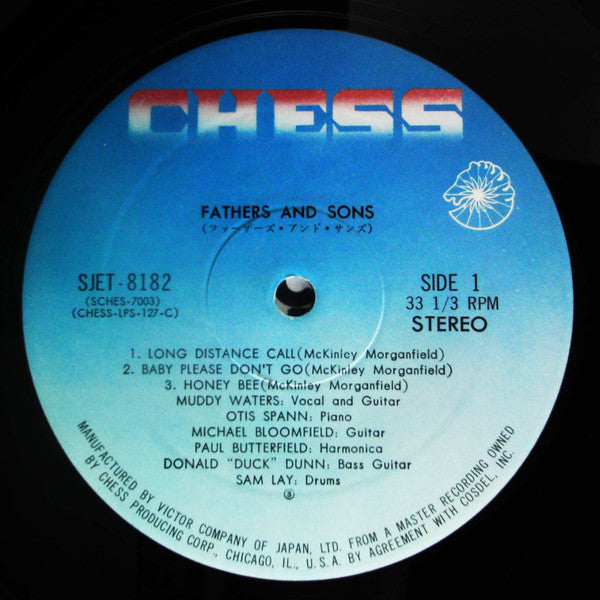 CHESS
FATHERS AND SONS
(ファーザーズ・アンド・サンズ)
SJET-8182
(SCHES-7003)
(CHESS-LPS-127-C)
SIDE 1
33 1/3 RPM
STEREO
1. LONG DISTANCE CALL(McKinley Morganfield)
2. BABY PLEASE DON'T GO(McKinley Morganfield)
3. HONEY BEE(McKinley Morganfield)
MUDDY WATERS: Vocal and Guitar
OTIS SPANN: Piano
MICHAEL BLOOMFIELD: Guitar
PAUL BUTTERFIELD: Harmonica
DONALD "DUCK" DUNN: Bass Guitar
SAM LAY: Drums
MANUFACTURED BY VICTOR COMPANY OF JAPAN, LTD. FROM A MASTER RECORDING OWNED
BY CHESS PRODUCING CORP., CHICAGO, IL., U.S.A. BY AGREEMENT WITH COSDEL, INC.